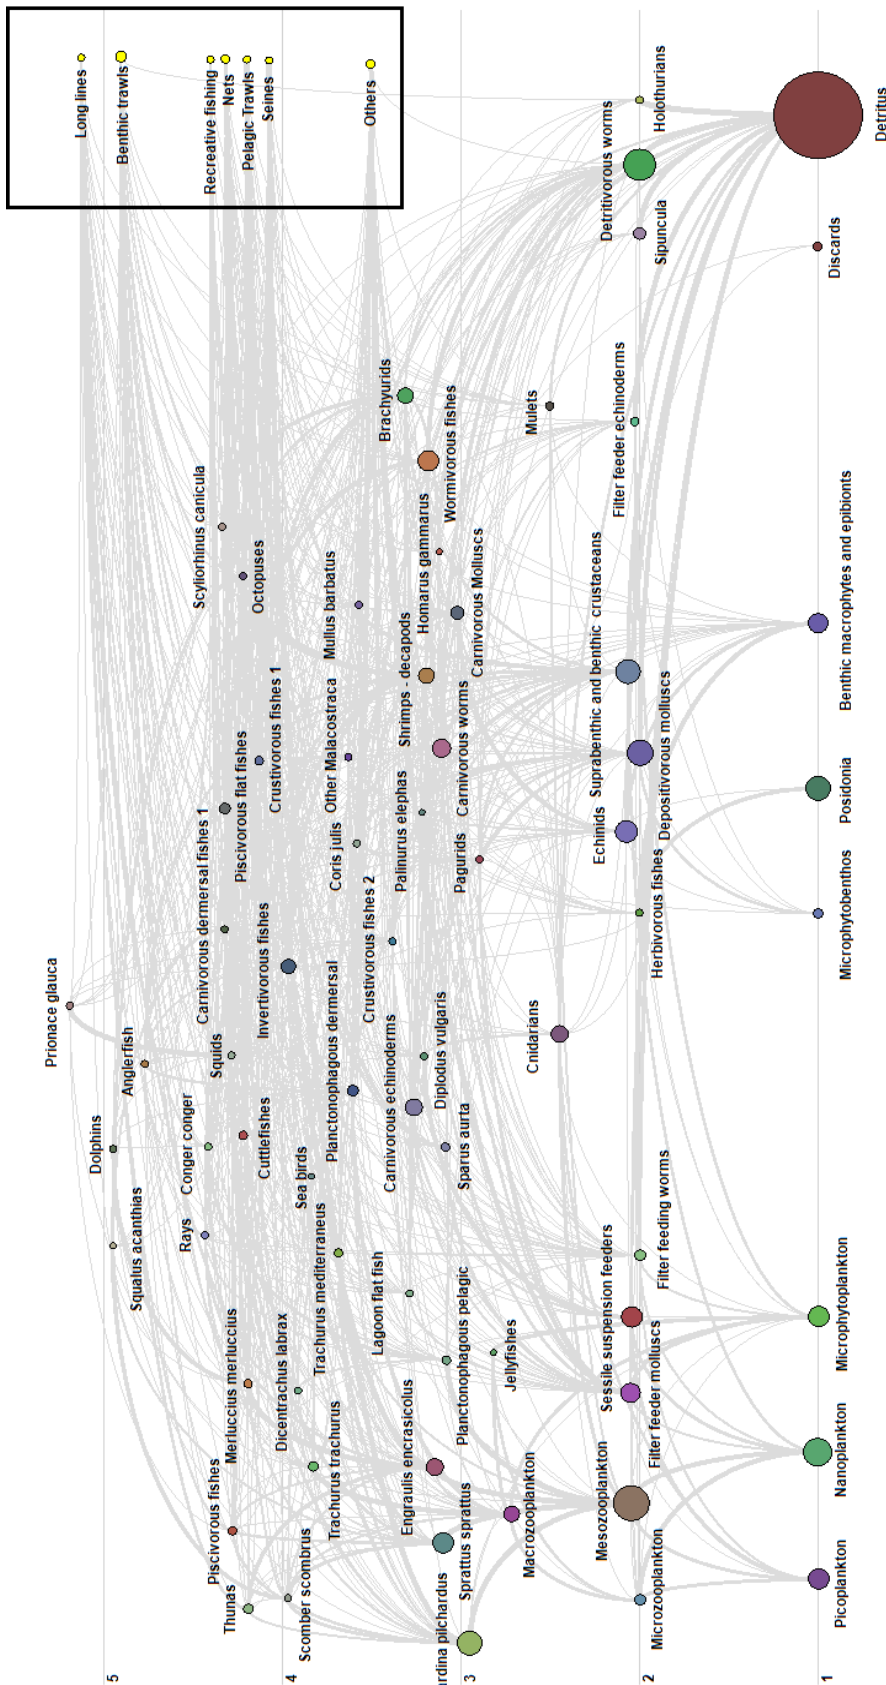 Long lines
Benthic trawls
Recreative fishing
Nets
Pelagic Trawls
Seines
Others
Holothurians
Detritus
Detritivorous worms
Sipuncula
Discards
Brachyurids
Wormivorous fishes
Mulets
Filter feeder echinoderms
Scyliorhinus canicula
Octopuses
Mullus barbatus
Homarus gammarus
Carnivorous Molluscs
Shrimps - decapods
Suprabenthic and benthic crustaceans
Benthic macrophytes and epibionts
Crustivorous fishes 1
Piscivorous flat fishes
Other Malacostraca
Carnivorous worms
Depositivorous molluscs
Posidonia
Carnivorous dermersal fishes 1
Coris julis
Palinurus elephas
Pagurids
Echinids
Herbivorous fishes
Microphytobenthos
Prionace glauca
Invertivorous fishes
Crustivorous fishes 2
Anglerfish
Squids
Planctonophagous dermersal
Carnivorous echinoderms
Diplodus vulgaris
Cnidarians
Dolphins
Conger conger
Cuttlefishes
Sea birds
Sparus aurta
Squalus acanthias
Rays
Trachurus mediterraneus
Lagoon flat fish
Filter feeding worms
Merluccius merluccius
Dicentrachus labrax
Planctonophagous pelagic
Jellyfishes
Sessile suspension feeders
Filter feeder molluscs
Microphytoplankton
Piscivorous fishes
Trachurus trachurus
Engraulis encrasicolus
Macrozooplankton
Mesozooplankton
Nanoplankton
Thunas
Scomber scombrus
Sprattus sprattus
ardina pilchardus
Microzooplankton
Picoplankton
5
4
3
2
1